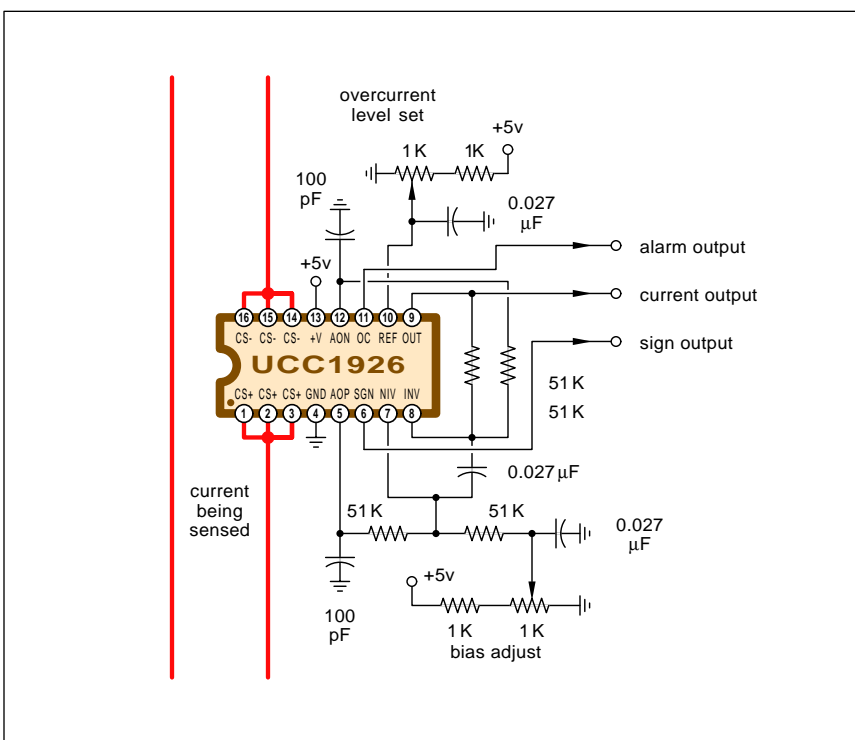 overcurrent
level set
+5v
1K
1K
100
pF
0.027
µF
alarm output
+5v
current output
16
15
14
13
12
11
10
9
CS-
CS-
CS-
+V
AON
OC
REF
OUT
sign output
UCC1926
51K
CS+
CS+
CS+
GND
AOP
SGN
NIV
INV
1
2
3
4
5
6
7
8
51K
0.027µF
current
being
sensed
51K
51K
0.027
µF
+5v
100
pF
1K
1K
bias adjust